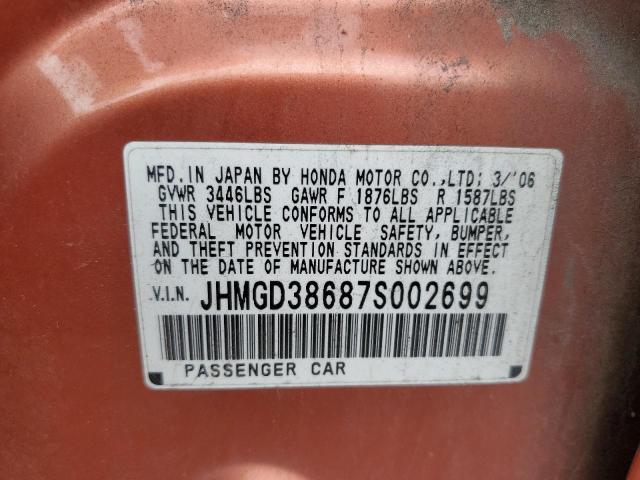 MFD. IN JAPAN BY HONDA MOTOR CO.,LTD; 3/'06
GVWR 3446LBS GAWR F 1876LBS R 1587LBS
THIS VEHICLE CONFORMS TO ALL APPLICABLE
FEDERAL MOTOR VEHICLE SAFETY, BUMPER,
AND THEFT PREVENTION STANDARDS IN EFFECT
ON THE DATE OF MANUFACTURE SHOWN ABOVE.
V.I.N. JHMGD38687S002699
PASSENGER CAR